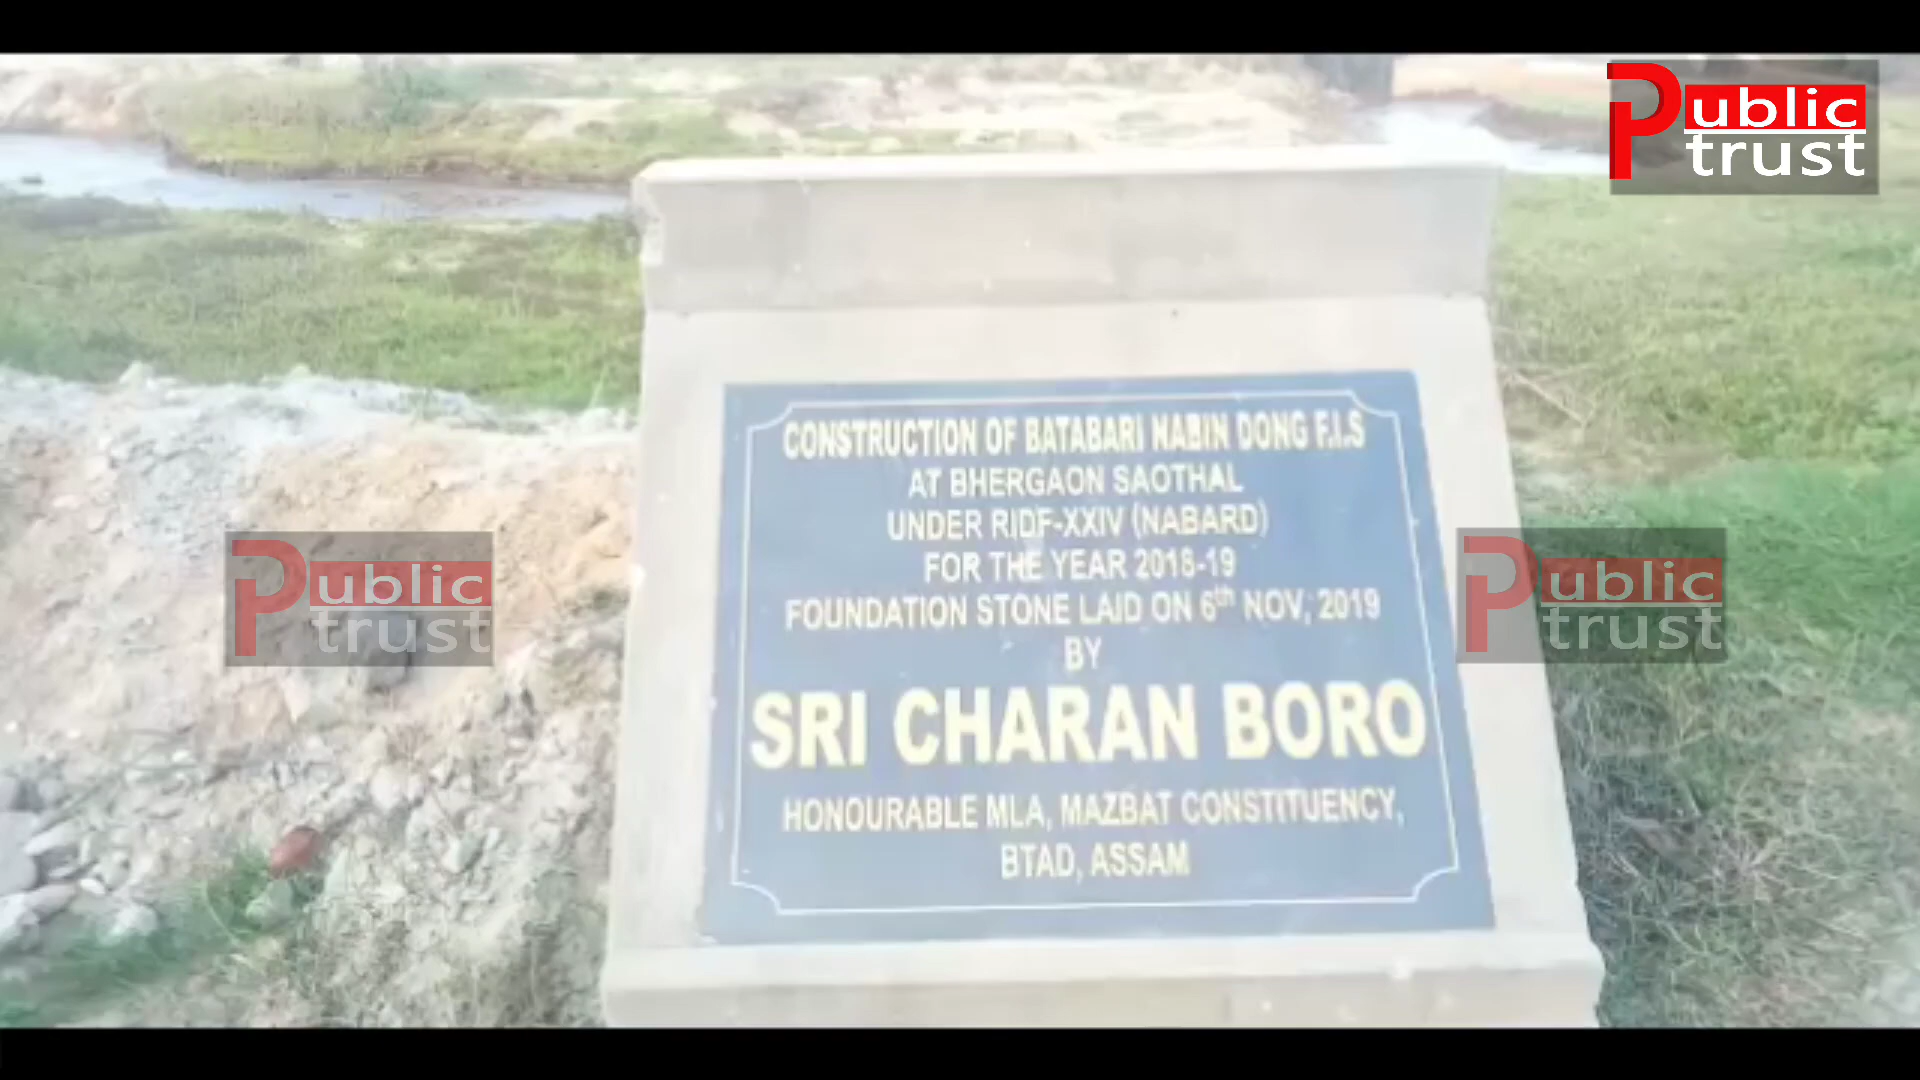 Public
trust
CONSTRUCTION OF BATABARI NABIN DONG F.I.S
AT BHERGAON SAOTHAL
UNDER RIDF-XXIV (NABARD)
FOR THE YEAR 2018-19
FOUNDATION STONE LAID ON 6th NOV, 2019
BY
SRI CHARAN BORO
HONOURABLE MLA, MAZBAT CONSTITUENCY,
BTAD, ASSAM
Public
trust
Public
trust